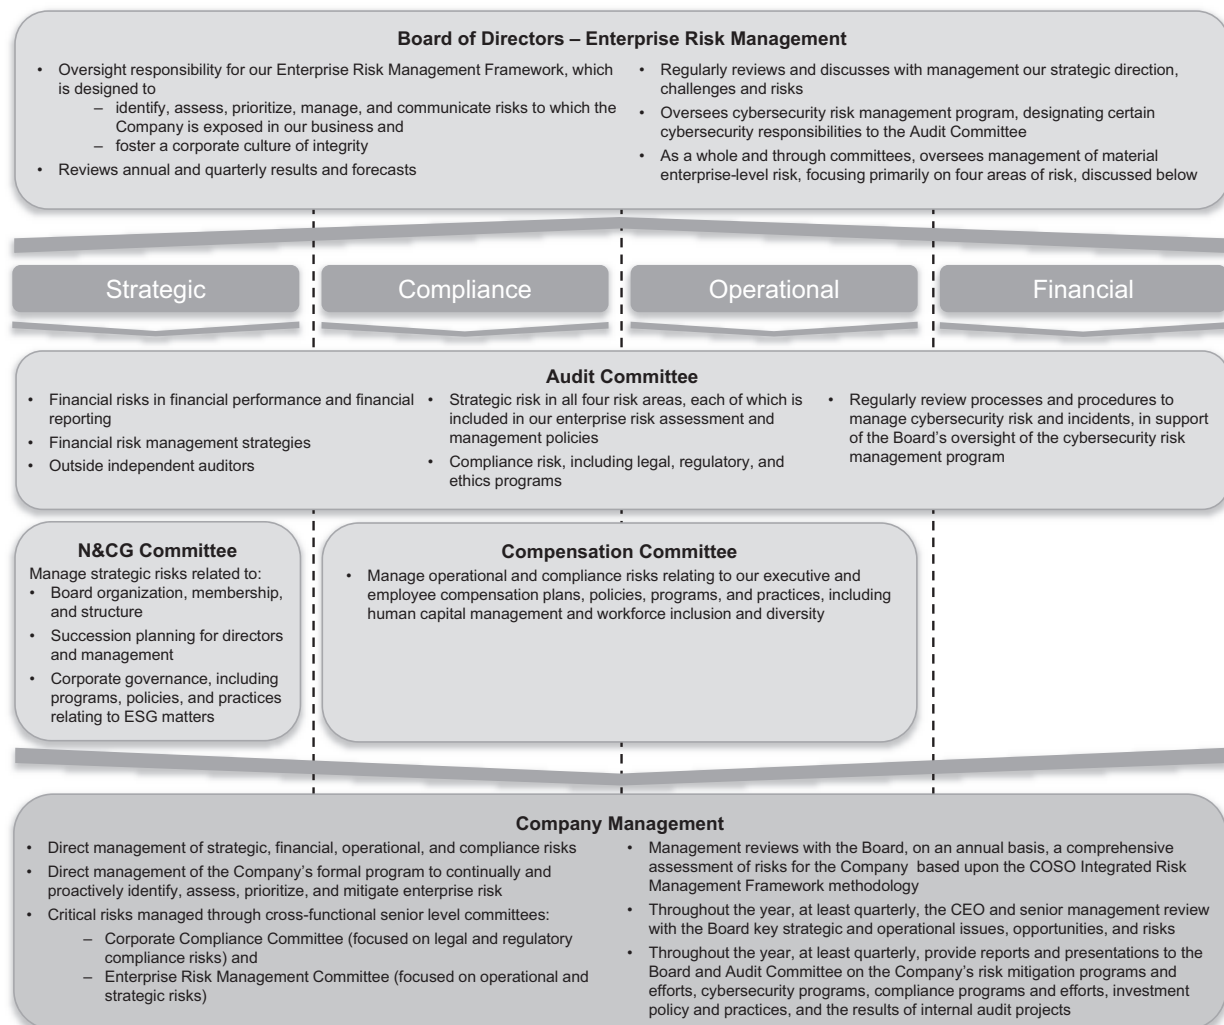 Board of Directors – Enterprise Risk Management
• Oversight responsibility for our Enterprise Risk Management Framework, which
is designed to
– identify, assess, prioritize, manage, and communicate risks to which the
Company is exposed in our business and
– foster a corporate culture of integrity
• Reviews annual and quarterly results and forecasts
• Regularly reviews and discusses with management our strategic direction,
challenges and risks
• Oversees cybersecurity risk management program, designating certain
cybersecurity responsibilities to the Audit Committee
• As a whole and through committees, oversees management of material
enterprise-level risk, focusing primarily on four areas of risk, discussed below
Strategic
Compliance
Operational
Financial
Audit Committee
• Financial risks in financial performance and financial
reporting
• Financial risk management strategies
• Outside independent auditors
• Strategic risk in all four risk areas, each of which is
included in our enterprise risk assessment and
management policies
• Compliance risk, including legal, regulatory, and
ethics programs
• Regularly review processes and procedures to
manage cybersecurity risk and incidents, in support
of the Board's oversight of the cybersecurity risk
management program
N&CG Committee
Manage strategic risks related to:
• Board organization, membership,
and structure
• Succession planning for directors
and management
• Corporate governance, including
programs, policies, and practices
relating to ESG matters
Compensation Committee
• Manage operational and compliance risks relating to our executive and
employee compensation plans, policies, programs, and practices, including
human capital management and workforce inclusion and diversity
Company Management
• Direct management of strategic, financial, operational, and compliance risks
• Direct management of the Company's formal program to continually and
proactively identify, assess, prioritize, and mitigate enterprise risk
• Critical risks managed through cross-functional senior level committees:
– Corporate Compliance Committee (focused on legal and regulatory
compliance risks) and
– Enterprise Risk Management Committee (focused on operational and
strategic risks)
• Management reviews with the Board, on an annual basis, a comprehensive
assessment of risks for the Company based upon the COSO Integrated Risk
Management Framework methodology
• Throughout the year, at least quarterly, the CEO and senior management review
with the Board key strategic and operational issues, opportunities, and risks
• Throughout the year, at least quarterly, provide reports and presentations to the
Board and Audit Committee on the Company's risk mitigation programs and
efforts, cybersecurity programs, compliance programs and efforts, investment
policy and practices, and the results of internal audit projects